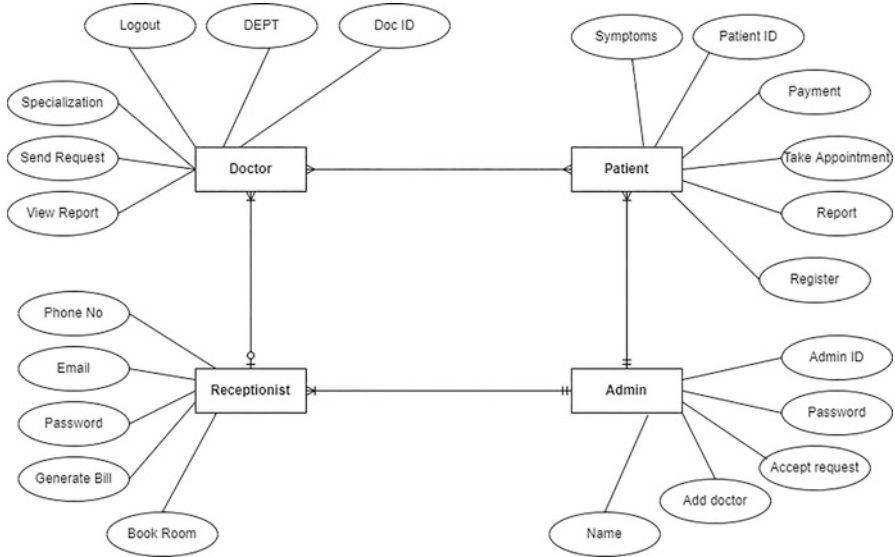 Logout
DEPT
Doc ID
Symptoms
Patient ID
Specialization
Payment
Send Request
Doctor
Patient
Take Appointment
View Report
Report
Register
Phone No
Email
Admin ID
Receptionist
Admin
Password
Password
Generate Bill
Accept request
Add doctor
Book Room
Name